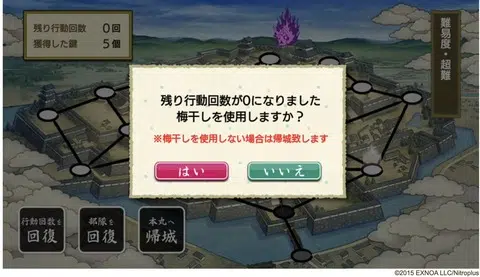 残り行動回数 0回
獲得した鍵 5個
難易度・超難
残り行動回数が0になりました
梅干しを使用しますか？
※梅干しを使用しない場合は帰城致します
はい いいえ
行動回数を
回復
部隊を
回復
本丸へ
帰城
©2015 EXNOA LLC/Nitroplus